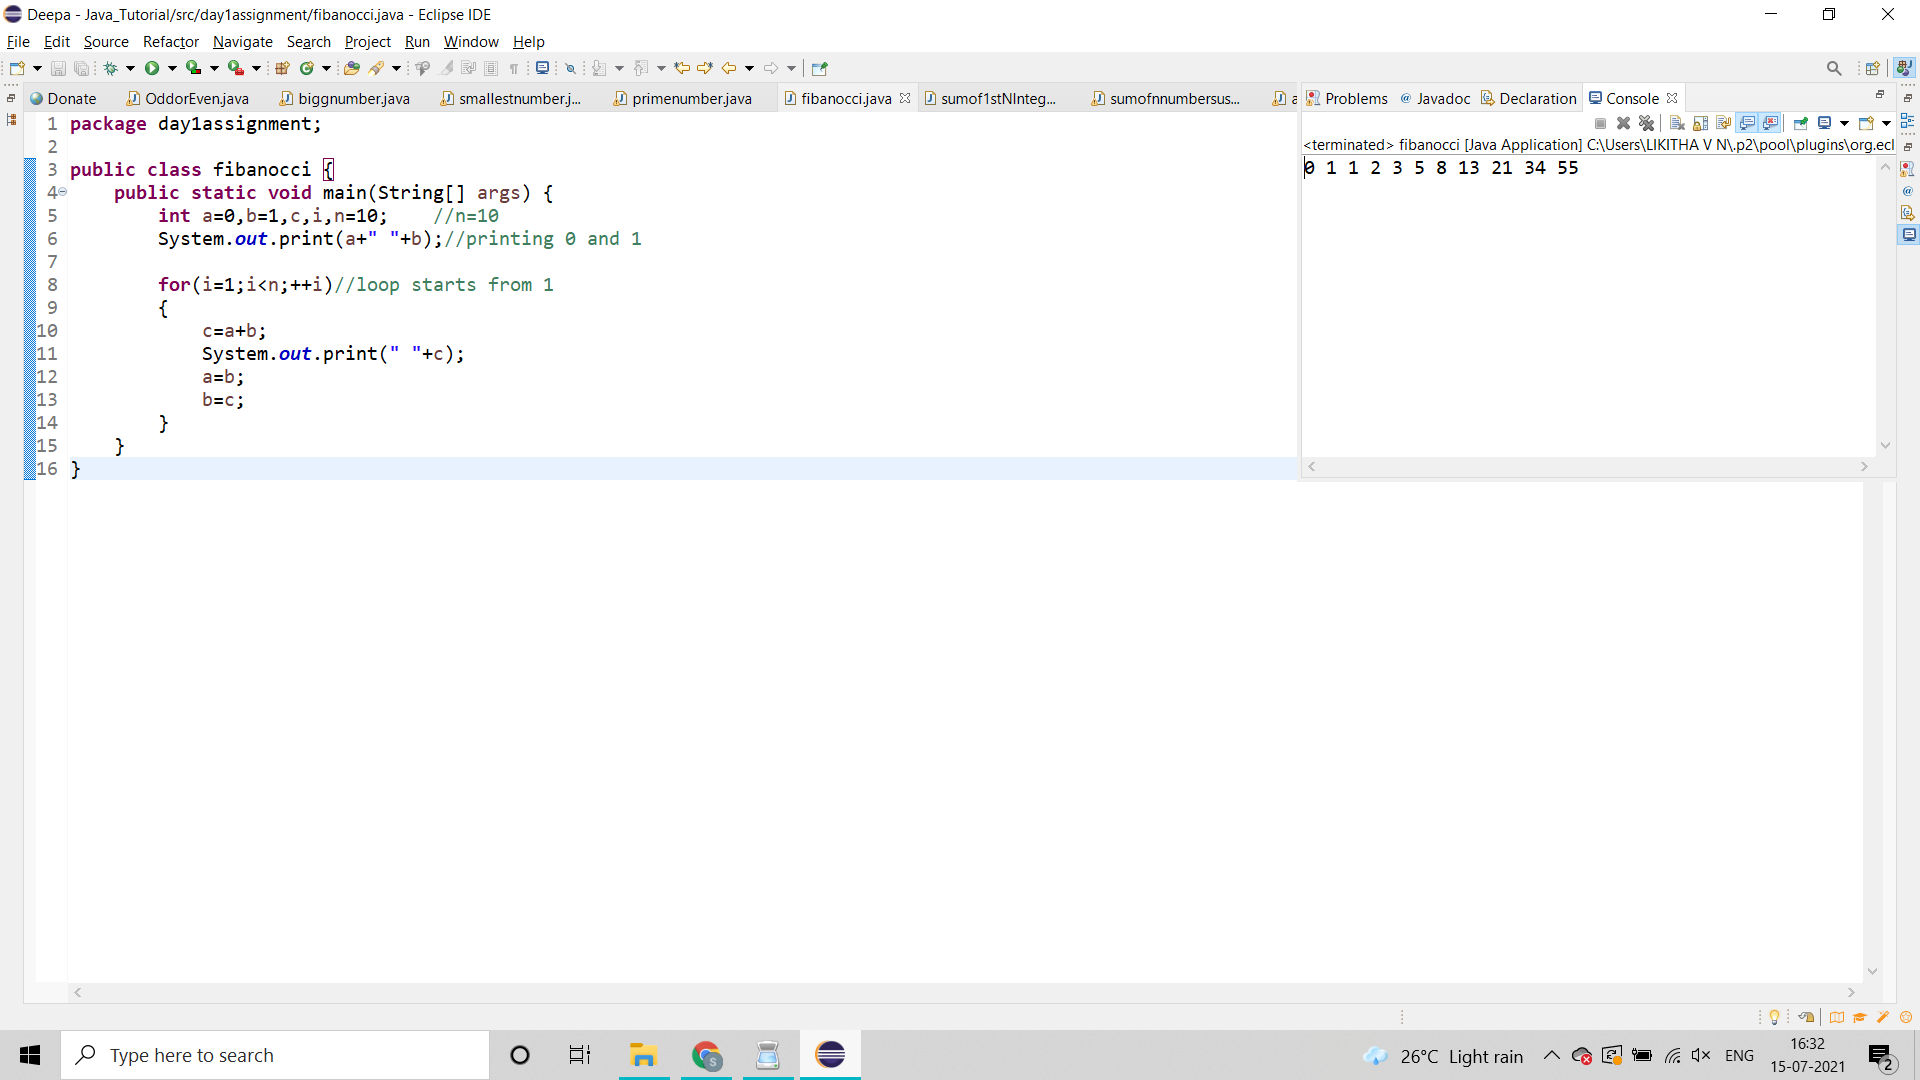 Deepa - Java_Tutorial/src/day1assignment/fibanocci.java - Eclipse IDE
File Edit Source Refactor Navigate Search Project Run Window Help
Donate OddorEven.java biggnumber.java smallestnumber.j... primenumber.java fibanocci.java sumof1stNInteg... sumofnnumbersus... a
Problems Javadoc Declaration Console
<terminated> fibanocci [Java Application] C:\Users\LIKITHA V N\.p2\pool\plugins\org.ecl
0 1 1 2 3 5 8 13 21 34 55
1 package day1assignment;
2
3 public class fibanocci {
4 public static void main(String[] args) {
5 int a=0,b=1,c,i,n=10; //n=10
6 System.out.print(a+" "+b);//printing 0 and 1
7
8 for(i=1;i<n;++i)//loop starts from 1
9 {
10 c=a+b;
11 System.out.print(" "+c);
12 a=b;
13 b=c;
14 }
15 }
16 }
Type here to search
S
26°C Light rain
ENG
16:32
15-07-2021
2